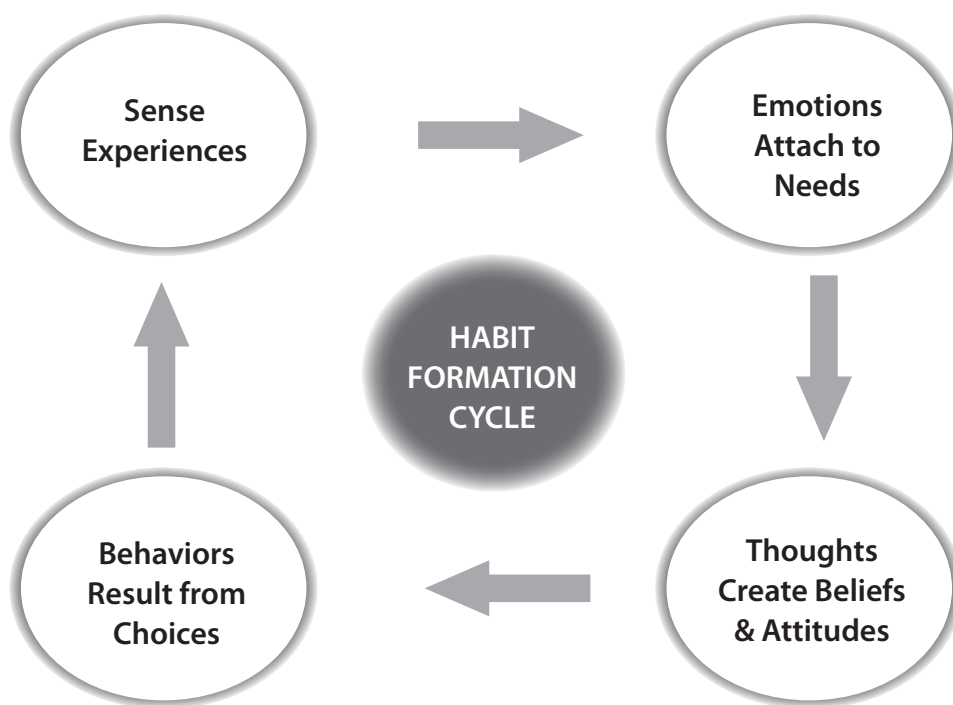 Sense
Experiences
Emotions
Attach to
Needs
HABIT
FORMATION
CYCLE
Behaviors
Result from
Choices
Thoughts
Create Beliefs
& Attitudes